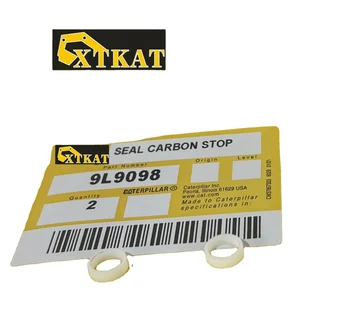 XTKAT
XTKAT
SEAL CARBON STOP
Part Number
Origin
Level
9L9098
Quantity
CATERPILLAR
2
Caterpillar Inc.
Peoria, Illinois 61629 USA
www.cat.com
Made to Caterpillar
specifications in: